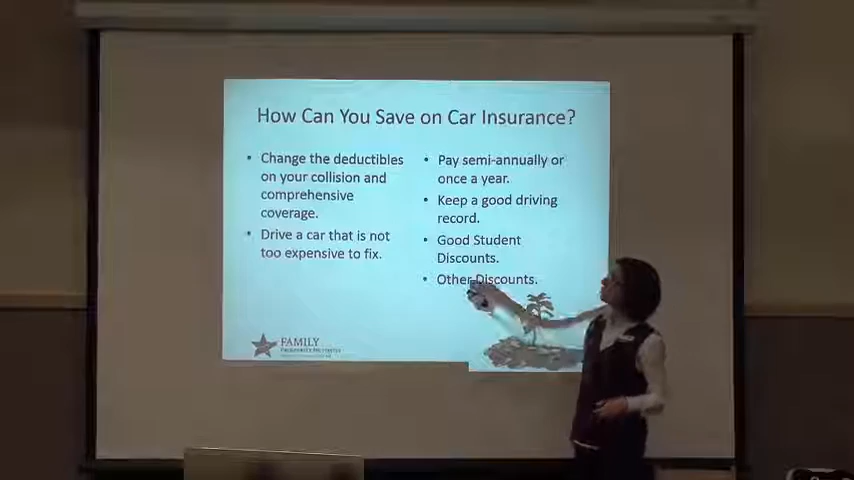 How Can You Save on Car Insurance?
• Change the deductibles
on your collision and
comprehensive
coverage.
• Drive a car that is not
too expensive to fix.
• Pay semi-annually or
once a year.
• Keep a good driving
record.
• Good Student
Discounts.
• Other Discounts.
FAMILY